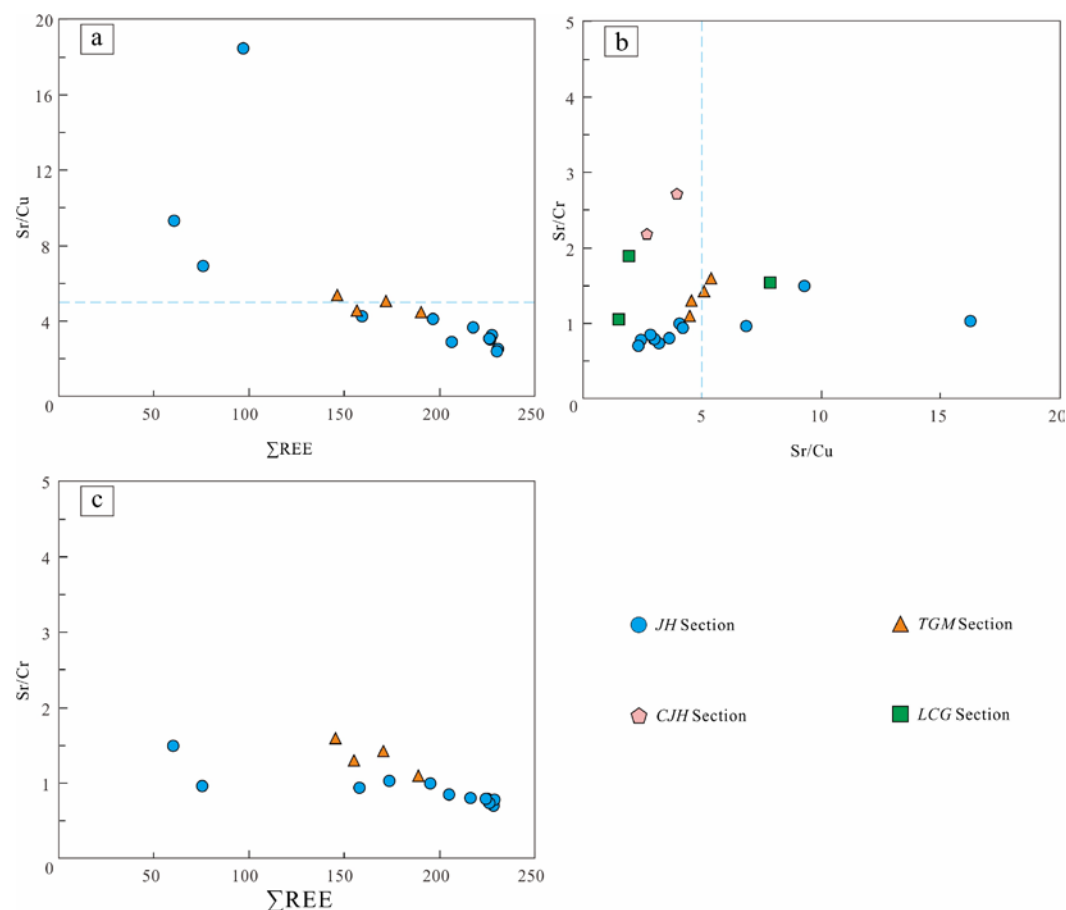 a
20
16
12
8
4
0
Sr/Cu
50
100
150
200
250
∑REE
b
5
4
3
2
1
0
Sr/Cr
5
10
15
20
Sr/Cu
c
5
4
3
2
1
0
Sr/Cr
50
100
150
200
250
∑REE
JH Section
TGM Section
CJH Section
LCG Section